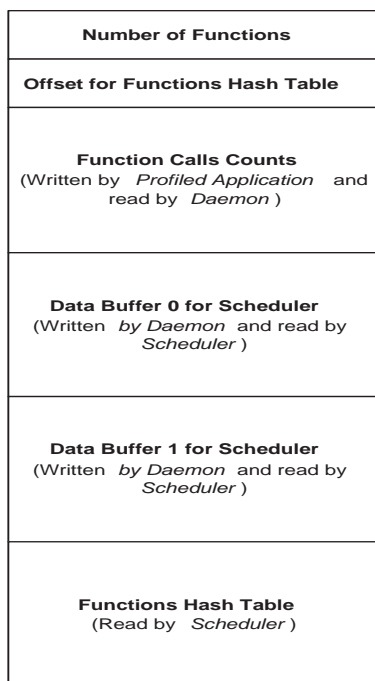 Number of Functions
Offset for Functions Hash Table
Function Calls Counts
(Written by Profiled Application and
read by Daemon )
Data Buffer 0 for Scheduler
(Written by Daemon and read by
Scheduler )
Data Buffer 1 for Scheduler
(Written by Daemon and read by
Scheduler )
Functions Hash Table
(Read by Scheduler )